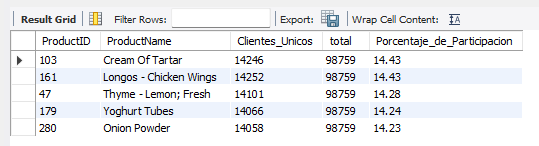 Result Grid Filter Rows: Export: Wrap Cell Content:
ProductID ProductName Clientes_Unicos total Porcentaje_de_Participacion
103 Cream Of Tartar 14246 98759 14.43
161 Longos - Chicken Wings 14252 98759 14.43
47 Thyme - Lemon; Fresh 14101 98759 14.28
179 Yoghurt Tubes 14066 98759 14.24
280 Onion Powder 14058 98759 14.23